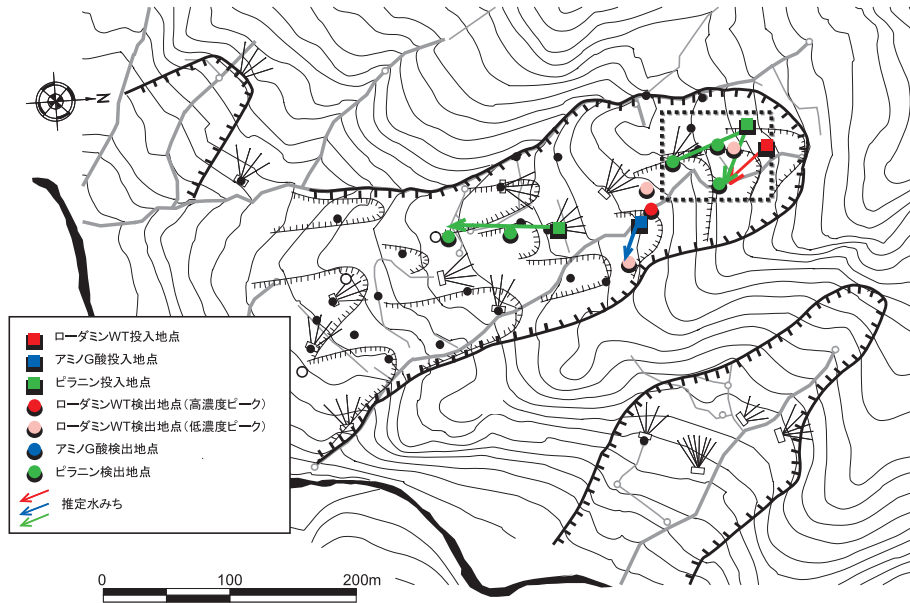 N
ローダミンWT投入地点
アミノG酸投入地点
ピラニン投入地点
ローダミンWT検出地点(高濃度ピーク)
ローダミンWT検出地点(低濃度ピーク)
アミノG酸検出地点
ピラニン検出地点
推定水みち
0 100 200m